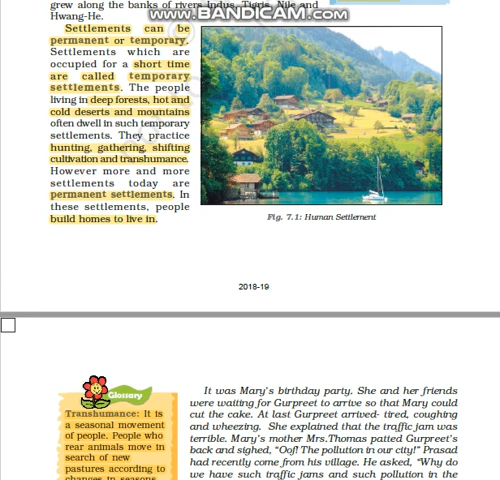 grew along the banks of rivers Indus, Tigris, Nile and
Hwang-He.
www.BANDICAM.com
Settlements can be
permanent or temporary.
Settlements which are
occupied for a short time
are called temporary
settlements. The people
living in deep forests, hot and
cold deserts and mountains
often dwell in such temporary
settlements. They practice
hunting, gathering, shifting
cultivation and transhumance.
However more and more
settlements today are
permanent settlements. In
these settlements, people
build homes to live in.
Fig. 7.1: Human Settlement
2018-19
Glossary
Transhumance: It is
a seasonal movement
of people. People who
rear animals move in
search of new
pastures according to
changes in seasons.
It was Mary's birthday party. She and her friends
were waiting for Gurpreet to arrive so that Mary could
cut the cake. At last Gurpreet arrived- tired, coughing
and wheezing. She explained that the traffic jam was
terrible. Mary's mother Mrs.Thomas patted Gurpreet's
back and sighed, "Oof! The pollution in our city!" Prasad
had recently come from his village. He asked, "Why do
we have such traffic jams and such pollution in the